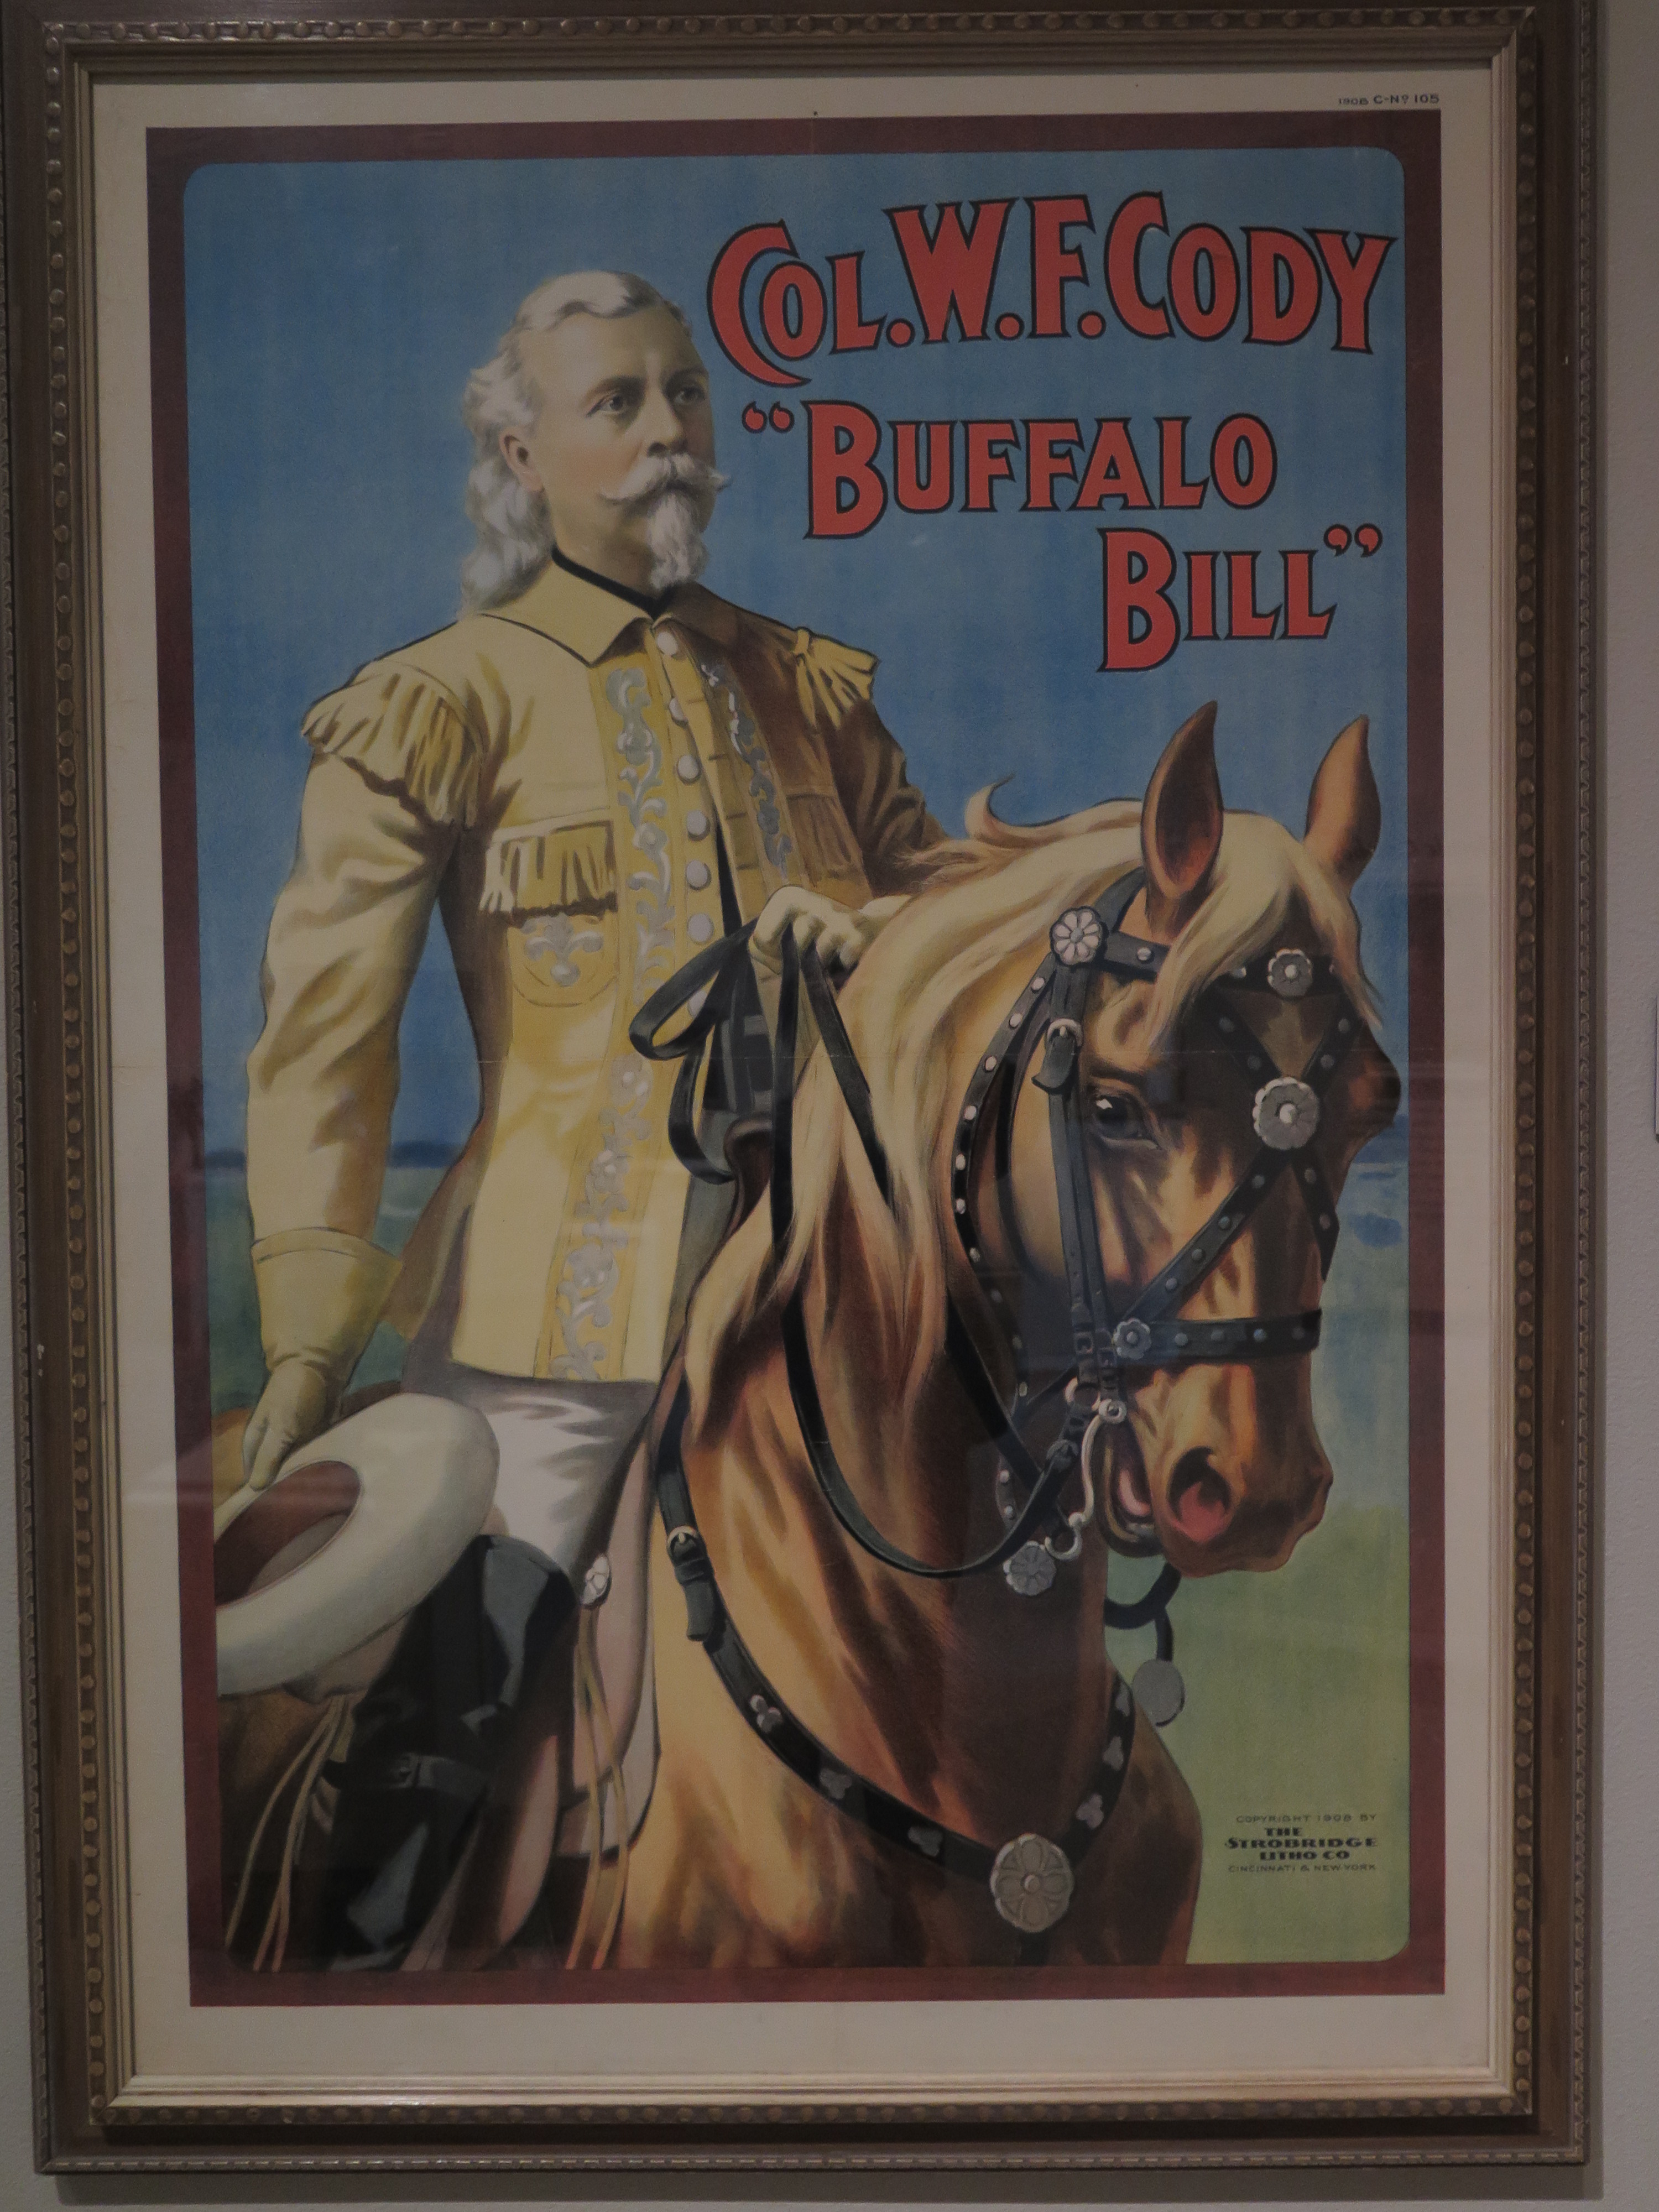 1908 C-Nº 105
COL. W. F. CODY
“BUFFALO
BILL”
COPYRIGHT 1908 BY
THE
STROBRIDGE
LITHO CO
CINCINNATI & NEW YORK